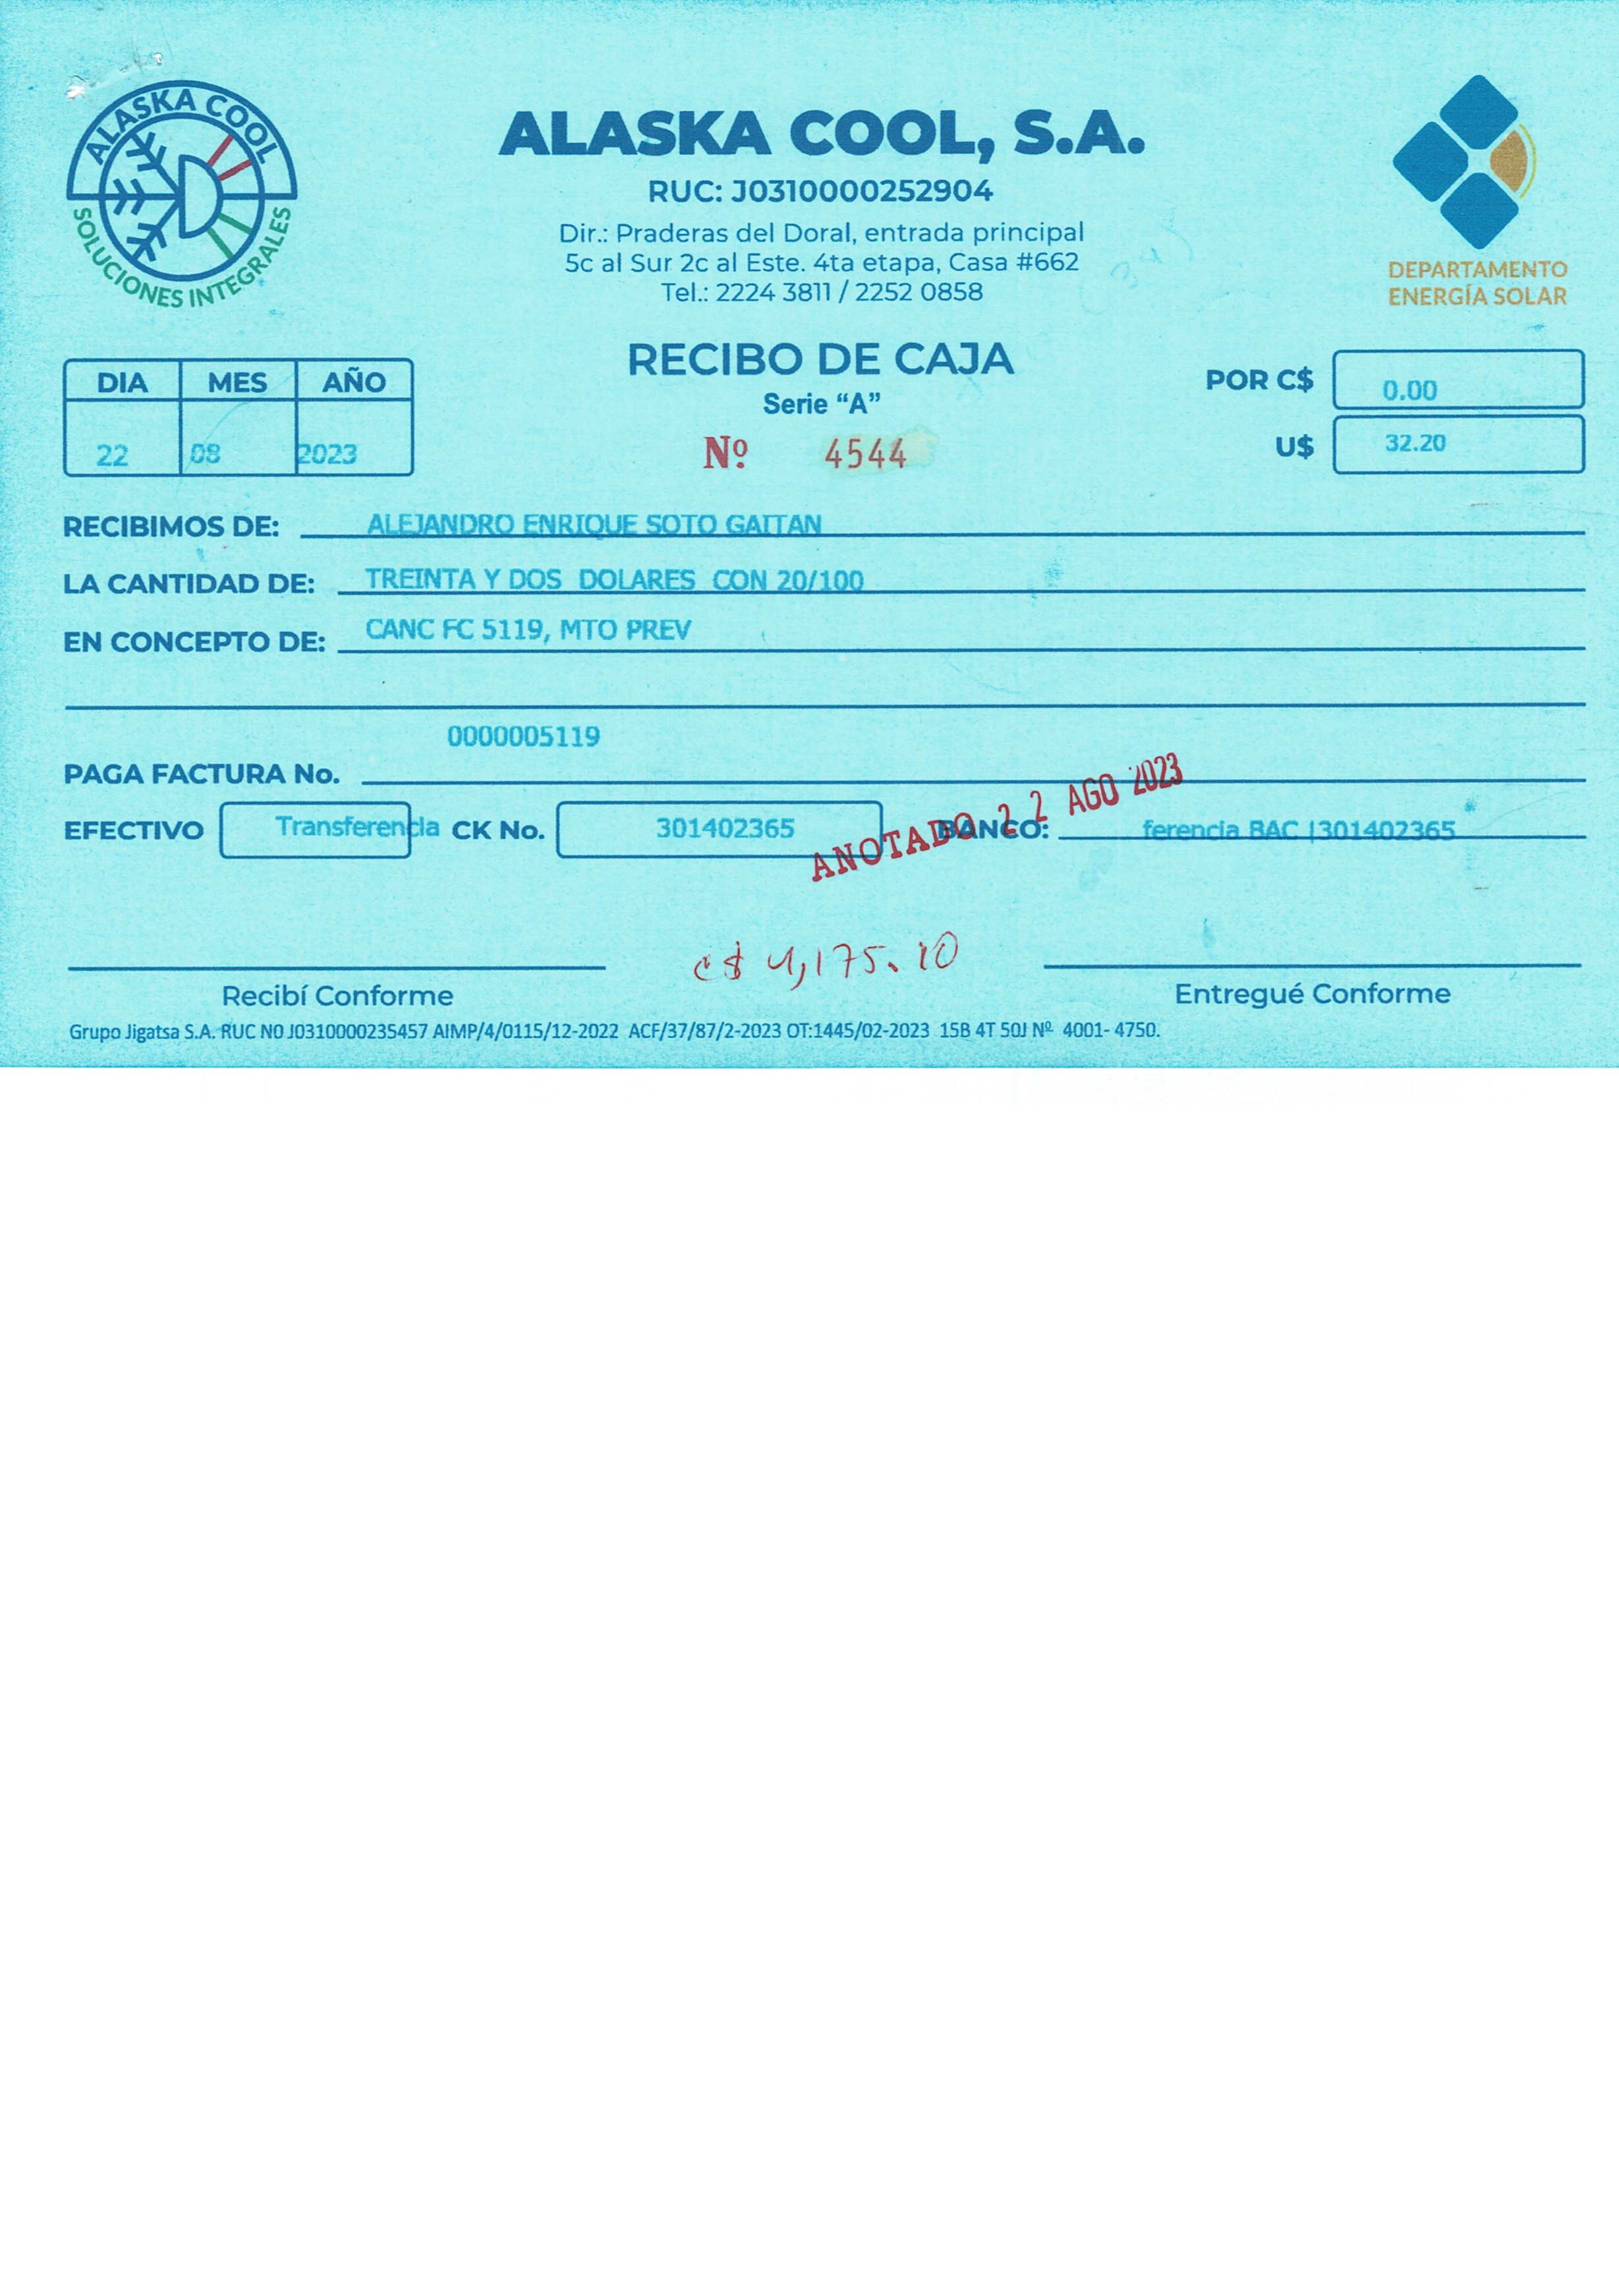 ALASKA COOL
SOLUCIONES INTEGRALES
ALASKA COOL, S.A.
RUC: J0310000252904
Dir.: Praderas del Doral, entrada principal
5c al Sur 2c al Este. 4ta etapa, Casa #662
Tel.: 2224 3811 / 2252 0858
DEPARTAMENTO
ENERGÍA SOLAR
RECIBO DE CAJA
Serie “A”
Nº 4544
DIA MES AÑO
22 08 2023
POR C$ 0.00
U$ 32.20
RECIBIMOS DE: ALEJANDRO ENRIQUE SOTO GAITAN
LA CANTIDAD DE: TREINTA Y DOS DOLARES CON 20/100
EN CONCEPTO DE: CANC FC 5119, MTO PREV
0000005119
PAGA FACTURA No.
EFECTIVO Transferencia CK No. 301402365 BANCO: ferencia BAC |301402365
ANOTADO 22 AGO 2023
C$ 4,175.10
Recibí Conforme
Entregué Conforme
Grupo Jigatsa S.A. RUC N0 J0310000235457 AIMP/4/0115/12-2022 ACF/37/87/2-2023 OT:1445/02-2023 15B 4T 50J Nº 4001- 4750.